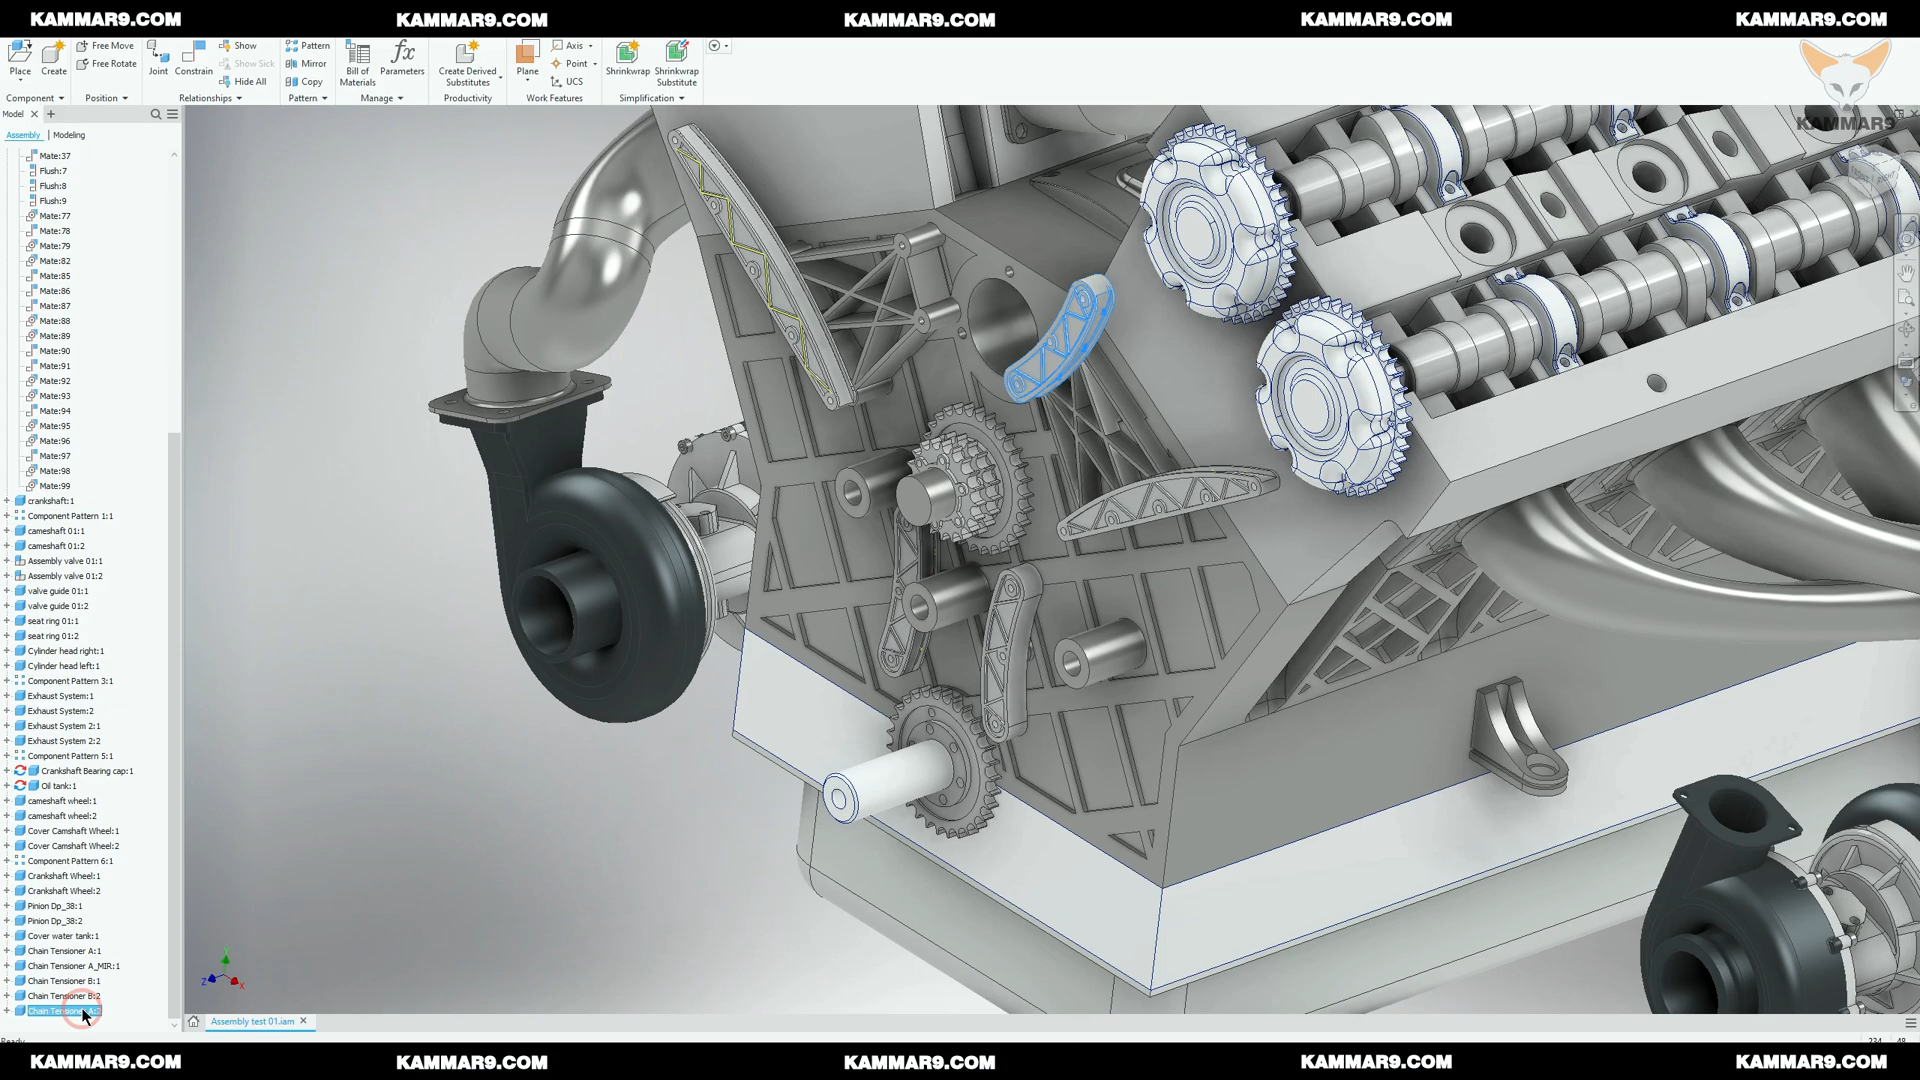 KAMMAR9.COM KAMMAR9.COM KAMMAR9.COM KAMMAR9.COM KAMMAR9.COM
Place
Create
Free Move
Free Rotate
Joint
Constrain
Show
Show Sick
Hide All
Pattern
Mirror
Copy
Bill of
Materials
fx
Parameters
Create Derived
Substitutes
Plane
Axis
Point
UCS
Shrinkwrap
Shrinkwrap
Substitute
Component
Position
Relationships
Pattern
Manage
Productivity
Work Features
Simplification
KAMMAR9
Model
Assembly
Modeling
Mate:37
Flush:7
Flush:8
Flush:9
Mate:77
Mate:78
Mate:79
Mate:82
Mate:85
Mate:86
Mate:87
Mate:88
Mate:89
Mate:90
Mate:91
Mate:92
Mate:93
Mate:94
Mate:95
Mate:96
Mate:97
Mate:98
Mate:99
crankshaft:1
Component Pattern 1:1
cameshaft 01:1
cameshaft 01:2
Assembly valve 01:1
Assembly valve 01:2
valve guide 01:1
valve guide 01:2
seat ring 01:1
seat ring 01:2
Cylinder head right:1
Cylinder head left:1
Component Pattern 3:1
Exhaust System:1
Exhaust System:2
Exhaust System 2:1
Exhaust System 2:2
Component Pattern 5:1
Crankshaft Bearing cap:1
Oil tank:1
cameshaft wheel:1
cameshaft wheel:2
Cover Camshaft Wheel:1
Cover Camshaft Wheel:2
Component Pattern 6:1
Crankshaft Wheel:1
Crankshaft Wheel:2
Pinion Dp_38:1
Pinion Dp_38:2
Cover water tank:1
Chain Tensioner A:1
Chain Tensioner A_MIR:1
Chain Tensioner B:1
Chain Tensioner B:2
Y
Z
X
Assembly test 01.iam
KAMMAR9.COM KAMMAR9.COM KAMMAR9.COM KAMMAR9.COM KAMMAR9.COM